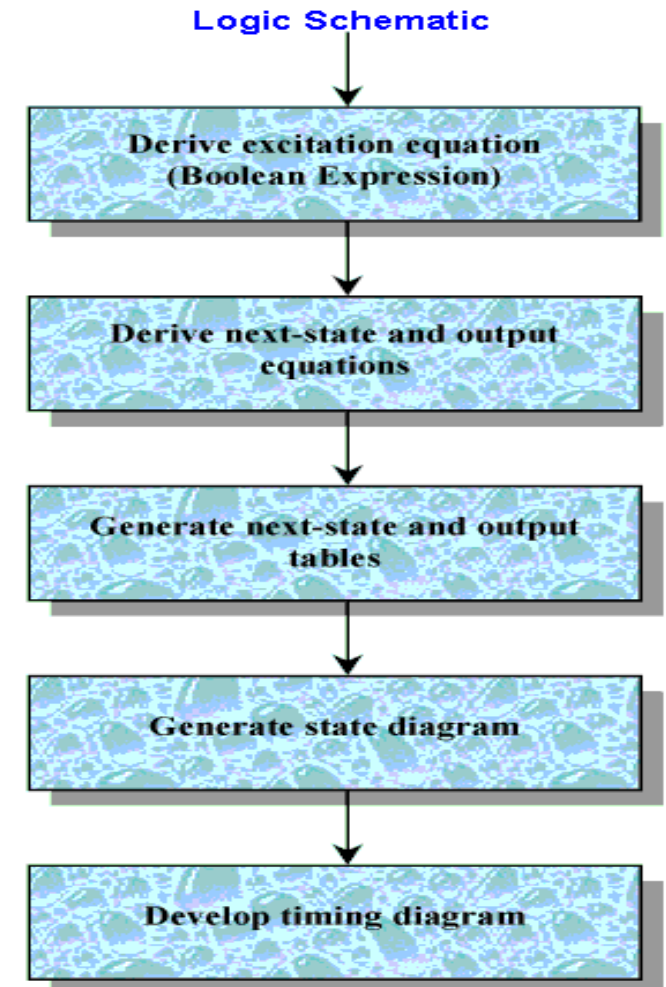 Logic Schematic
Derive excitation equation
(Boolean Expression)
Derive next-state and output
equations
Generate next-state and output
tables
Generate state diagram
Develop timing diagram